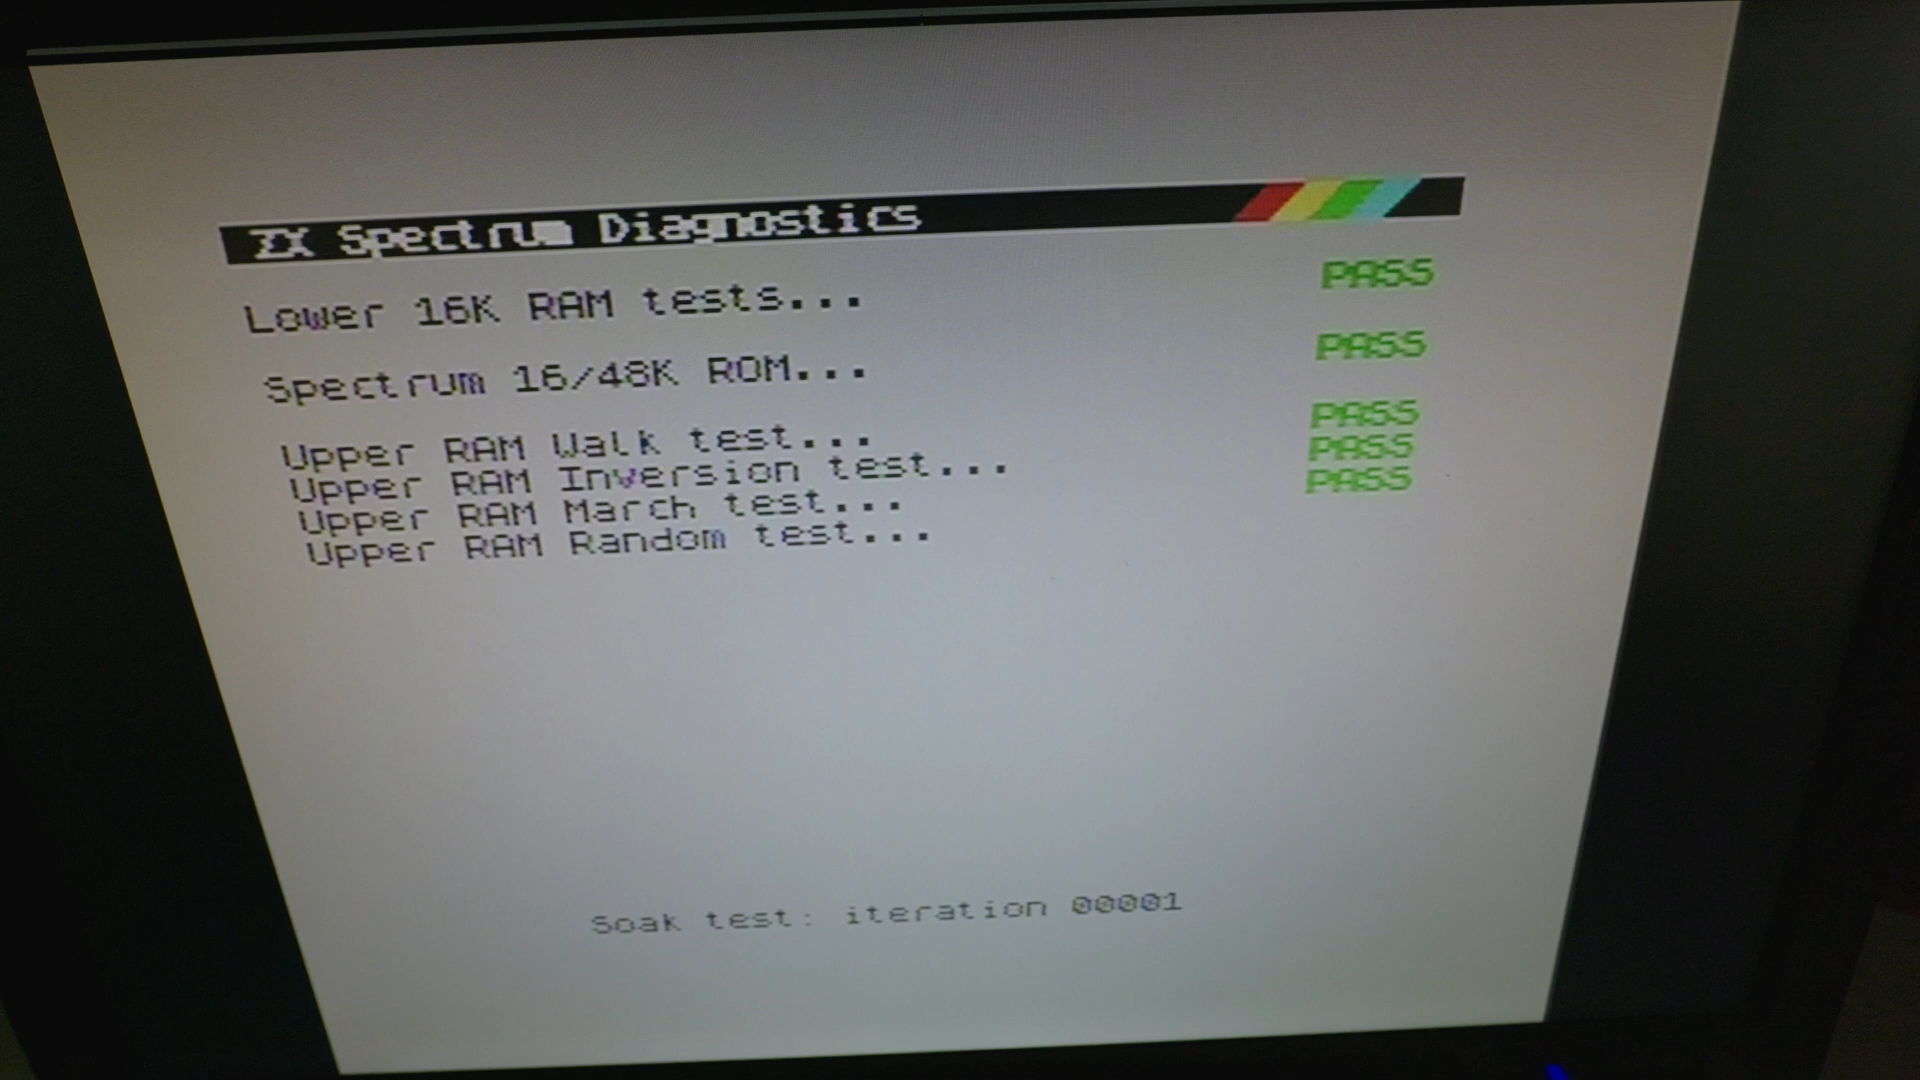 ZX Spectrum Diagnostics
Lower 16K RAM tests... PASS
Spectrum 16/48K ROM... PASS
Upper RAM Walk test... PASS
Upper RAM Inversion test... PASS
Upper RAM March test... PASS
Upper RAM Random test...
Soak test: iteration 00001